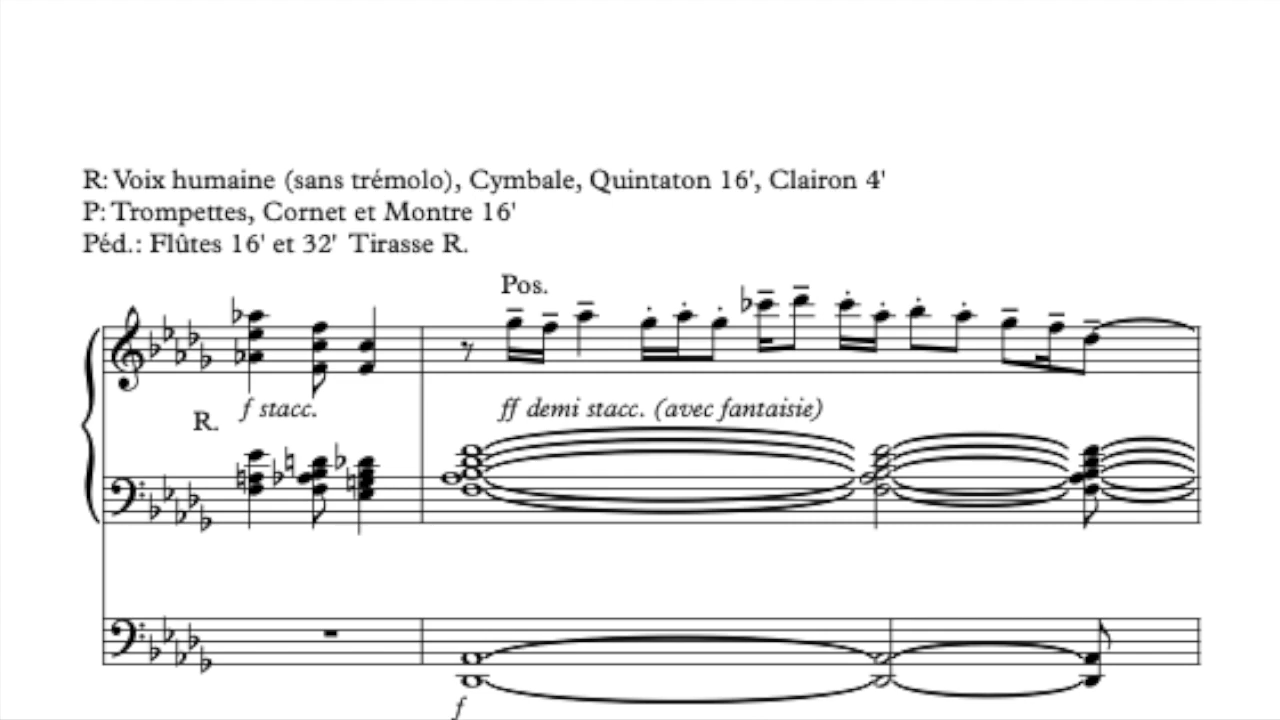 R: Voix humaine (sans trémolo), Cymbale, Quintaton 16', Clairon 4'
P: Trompettes, Cornet et Montre 16'
Péd.: Flûtes 16' et 32' Tirasse R.
Pos.
f stacc.
ff demi stacc. (avec fantaisie)
R.
f